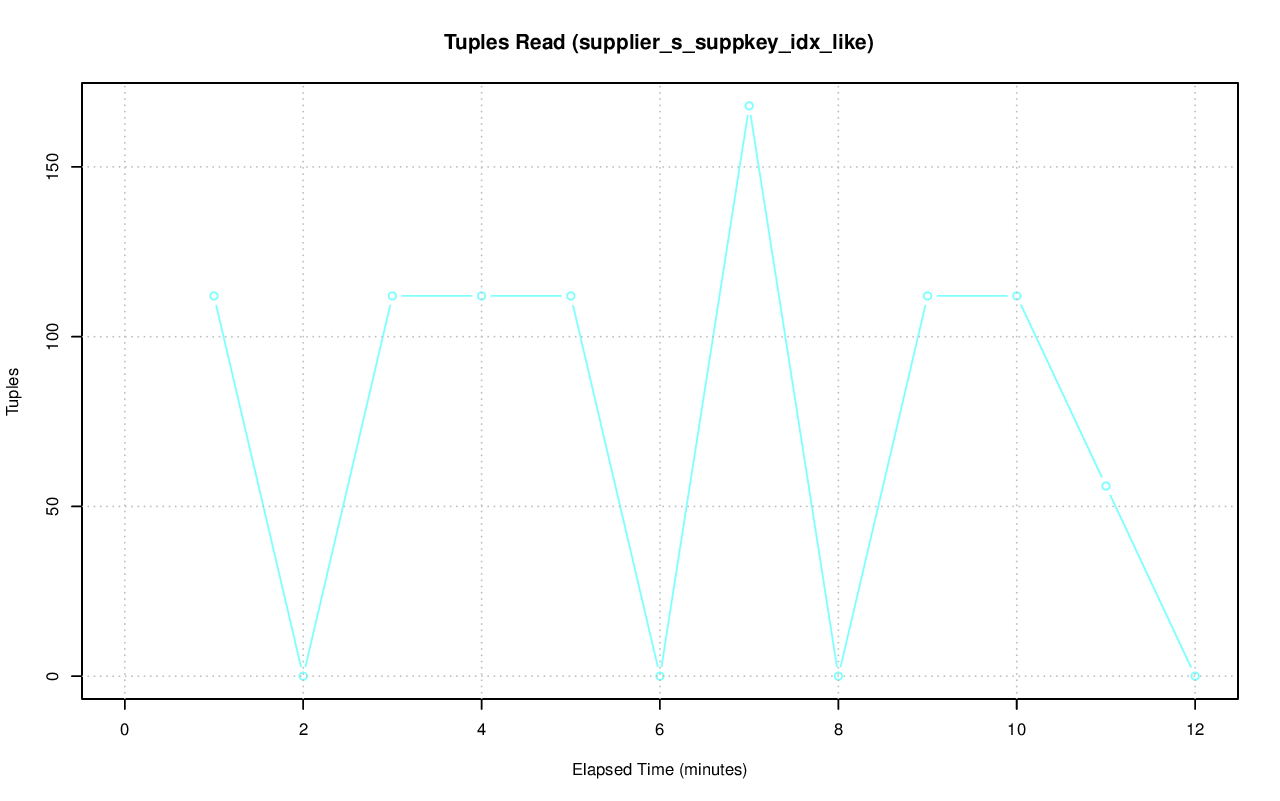 Tuples Read (supplier_s_suppkey_idx_like)
Tuples
150
100
50
0
0 2 4 6 8 10 12
Elapsed Time (minutes)